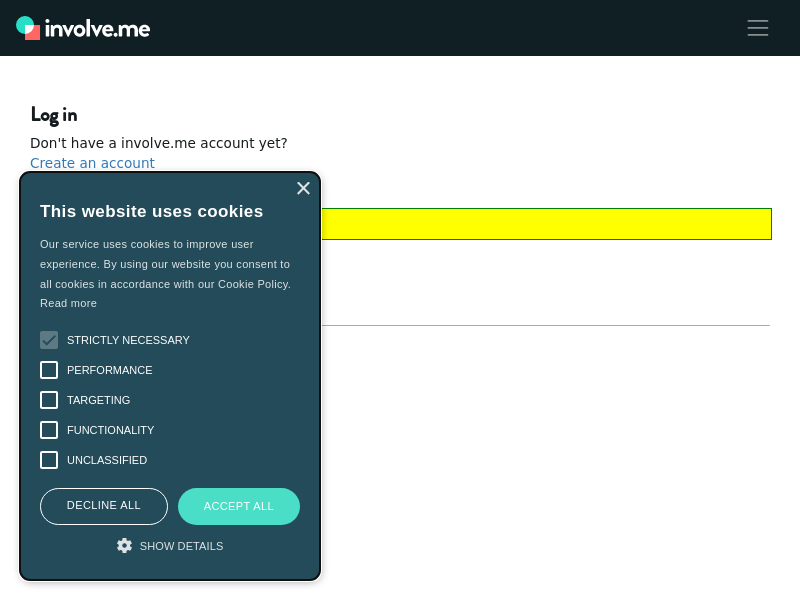 involve.me
Log in
Don't have a involve.me account yet?
Create an account
This website uses cookies
Our service uses cookies to improve user
experience. By using our website you consent to
all cookies in accordance with our Cookie Policy.
Read more
STRICTLY NECESSARY
PERFORMANCE
TARGETING
FUNCTIONALITY
UNCLASSIFIED
DECLINE ALL
ACCEPT ALL
SHOW DETAILS